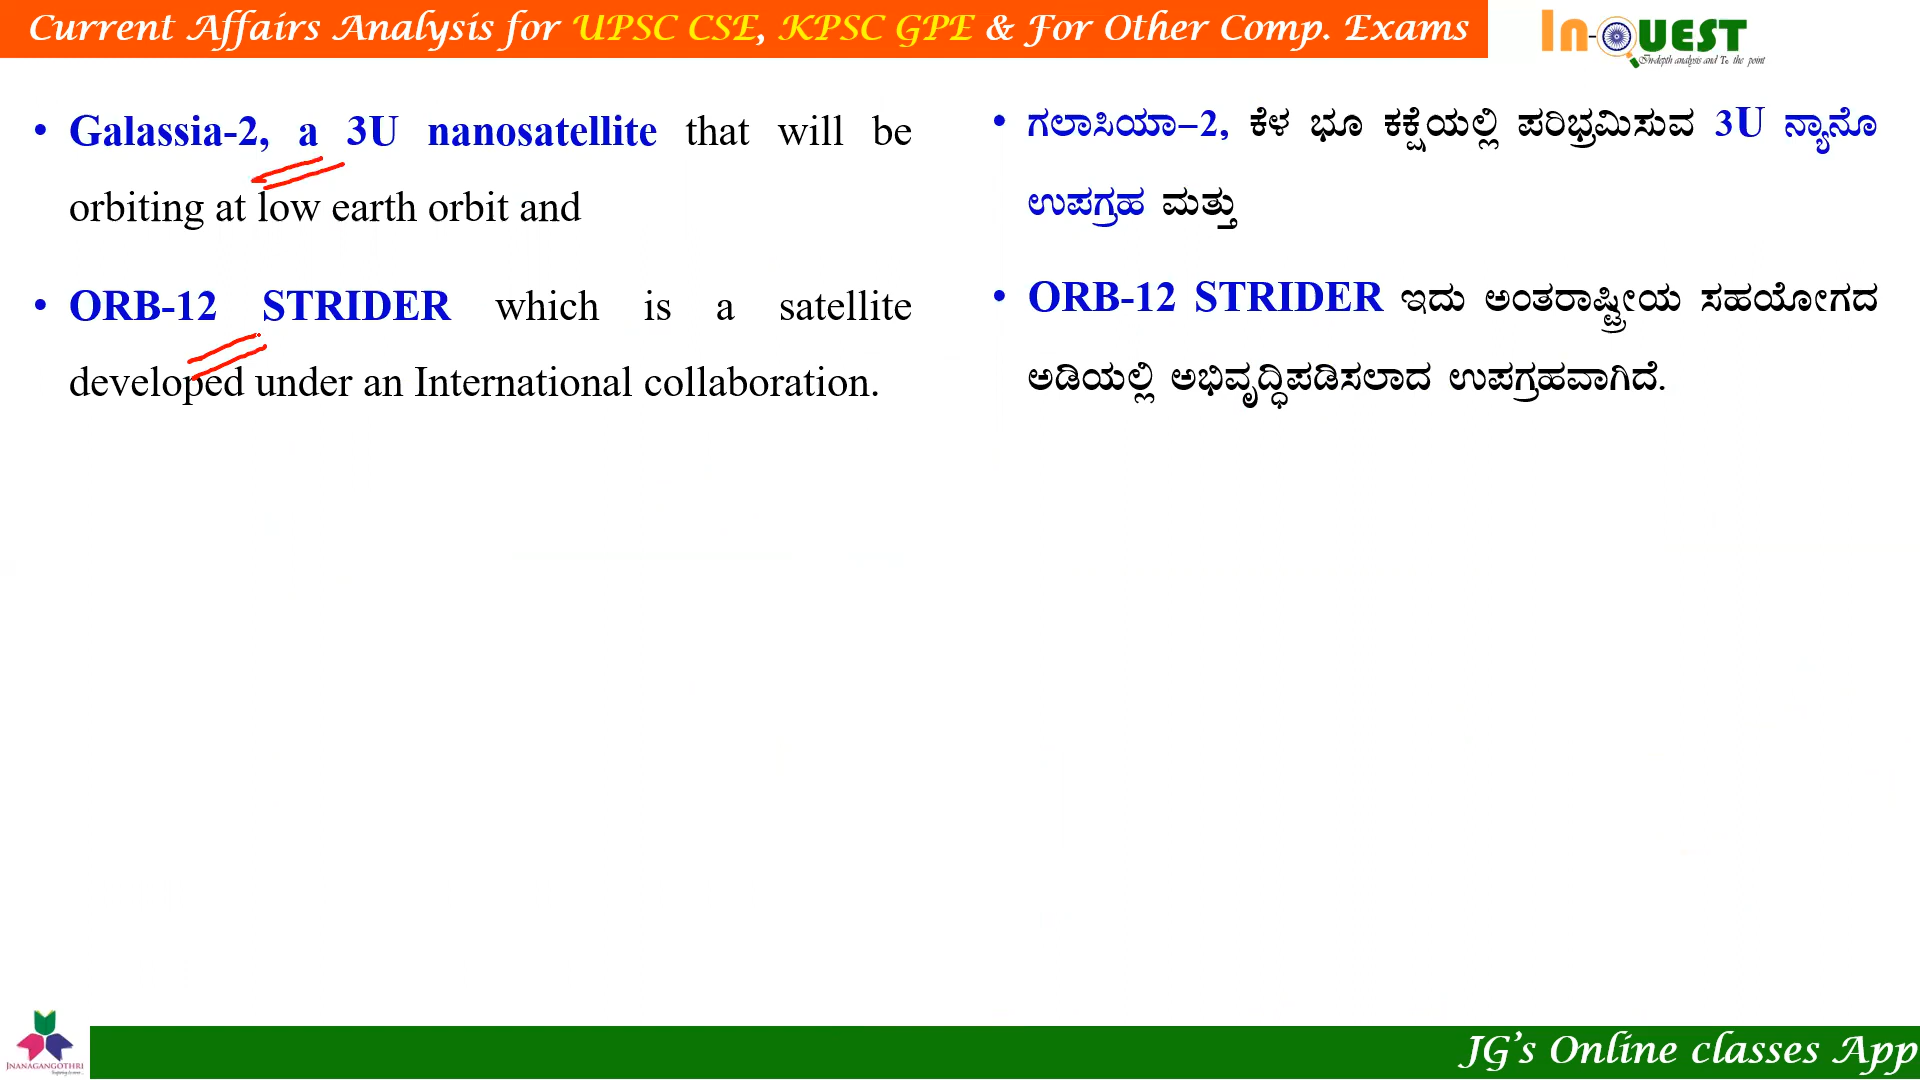 Current Affairs Analysis for UPSC CSE, KPSC GPE & For Other Comp. Exams
In-QUEST
In-depth analysis and To the point
• Galassia-2, a 3U nanosatellite that will be
orbiting at low earth orbit and
• ORB-12 STRIDER which is a satellite
developed under an International collaboration.
• ಗಲಾಸಿಯಾ–2, ಕೆಳ ಭೂ ಕಕ್ಷೆಯಲ್ಲಿ ಪರಿಭ್ರಮಿಸುವ 3U ನ್ಯಾನೊ
ಉಪಗ್ರಹ ಮತ್ತು
• ORB-12 STRIDER ಇದು ಅಂತರಾಷ್ಟ್ರೀಯ ಸಹಯೋಗದ
ಅಡಿಯಲ್ಲಿ ಅಭಿವೃದ್ಧಿಪಡಿಸಲಾದ ಉಪಗ್ರಹವಾಗಿದೆ.
JNANAGANGOTHRI
JG's Online classes App